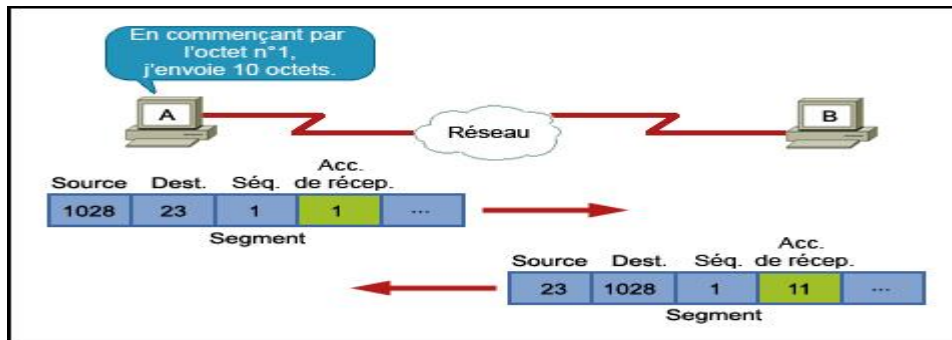 En commençant par
l'octet n°1,
j'envoie 10 octets.
A
Réseau
B
Acc.
Source Dest. Séq. de récep.
1028 23 1 1 ...
Segment
Acc.
Source Dest. Séq. de récep.
23 1028 1 11 ...
Segment